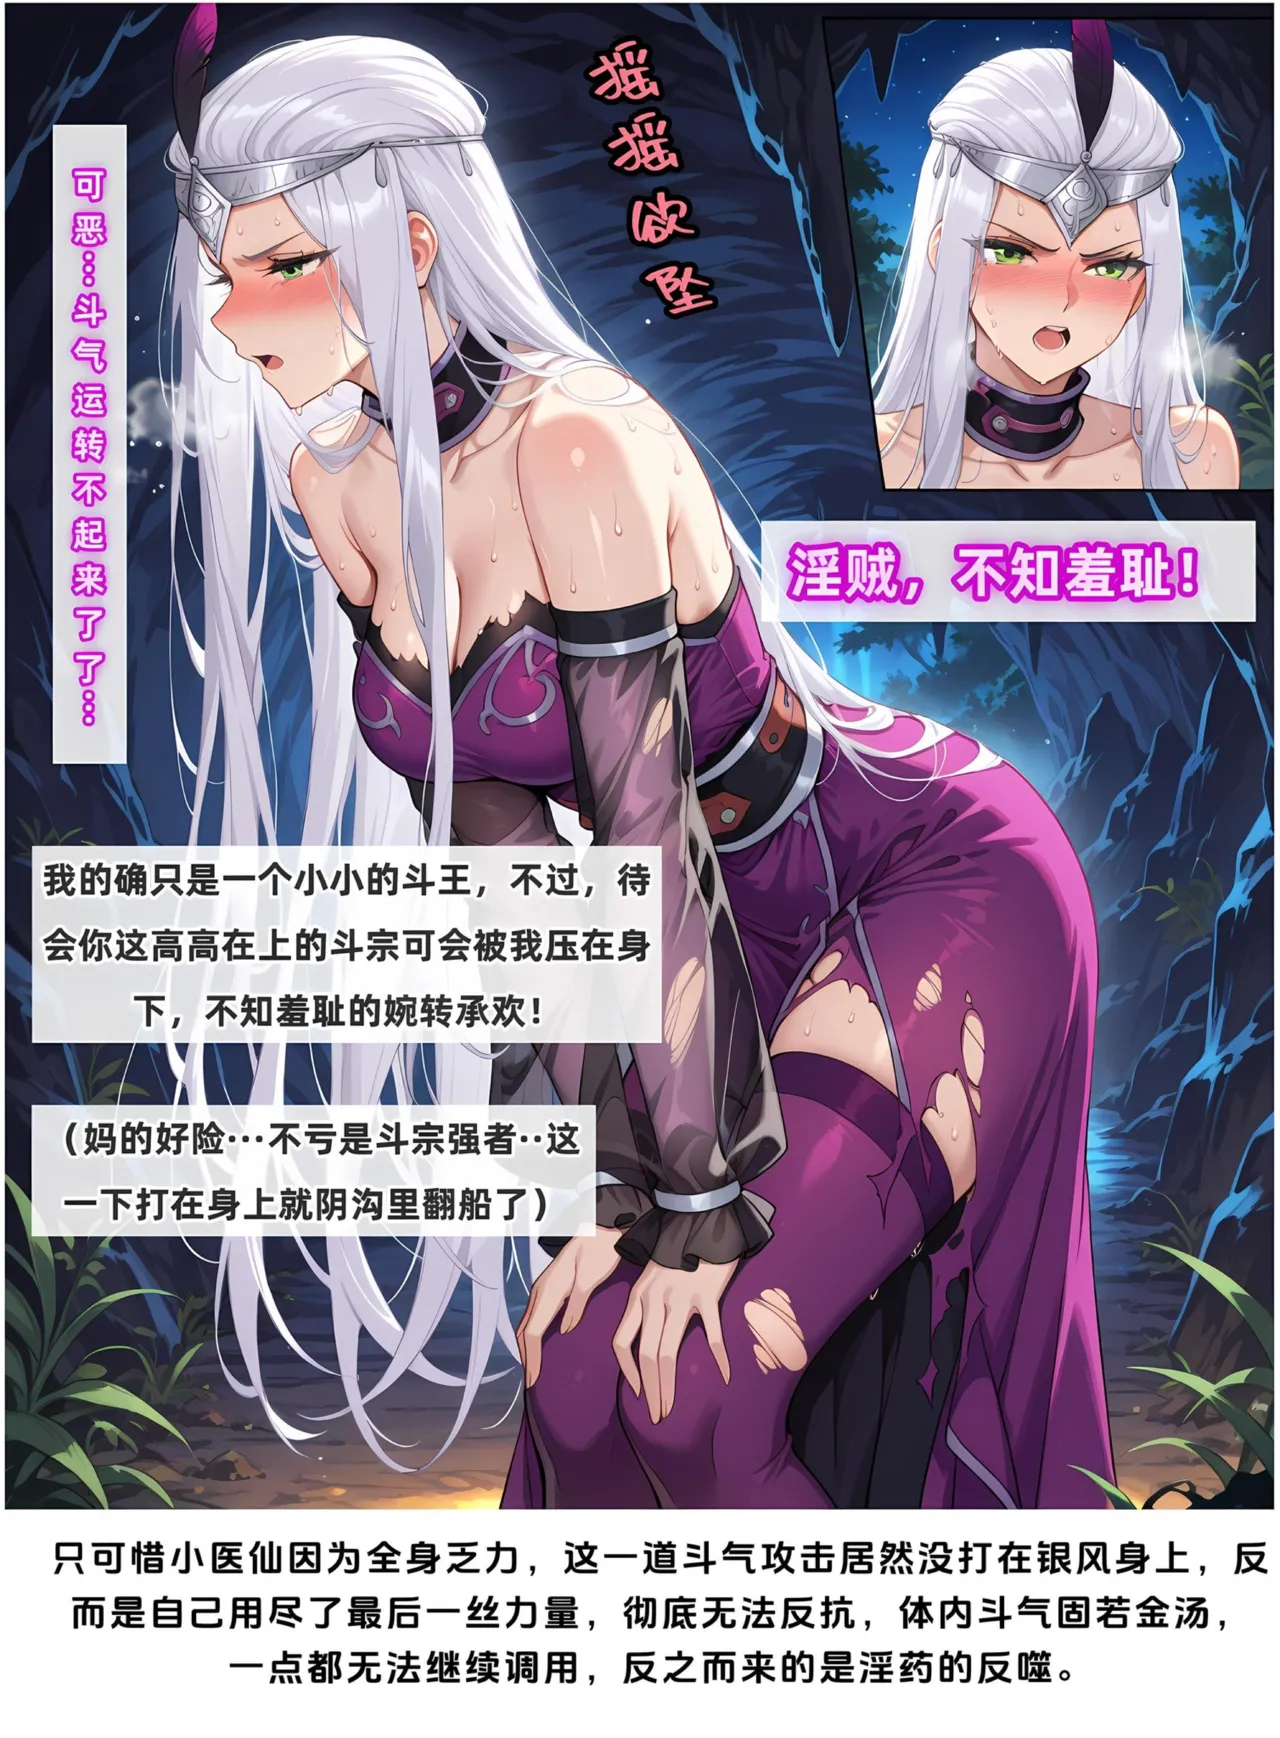 摇摇欲坠
可恶…斗气运转不起来了了…
淫贼，不知羞耻！
我的确只是一个小小的斗王，不过，待
会你这高高在上的斗宗可会被我压在身
下，不知羞耻的婉转承欢！
（妈的好险…不亏是斗宗强者··这
一下打在身上就阴沟里翻船了）
只可惜小医仙因为全身乏力，这一道斗气攻击居然没打在银风身上，反
而是自己用尽了最后一丝力量，彻底无法反抗，体内斗气固若金汤，
一点都无法继续调用，反之而来的是淫药的反噬。